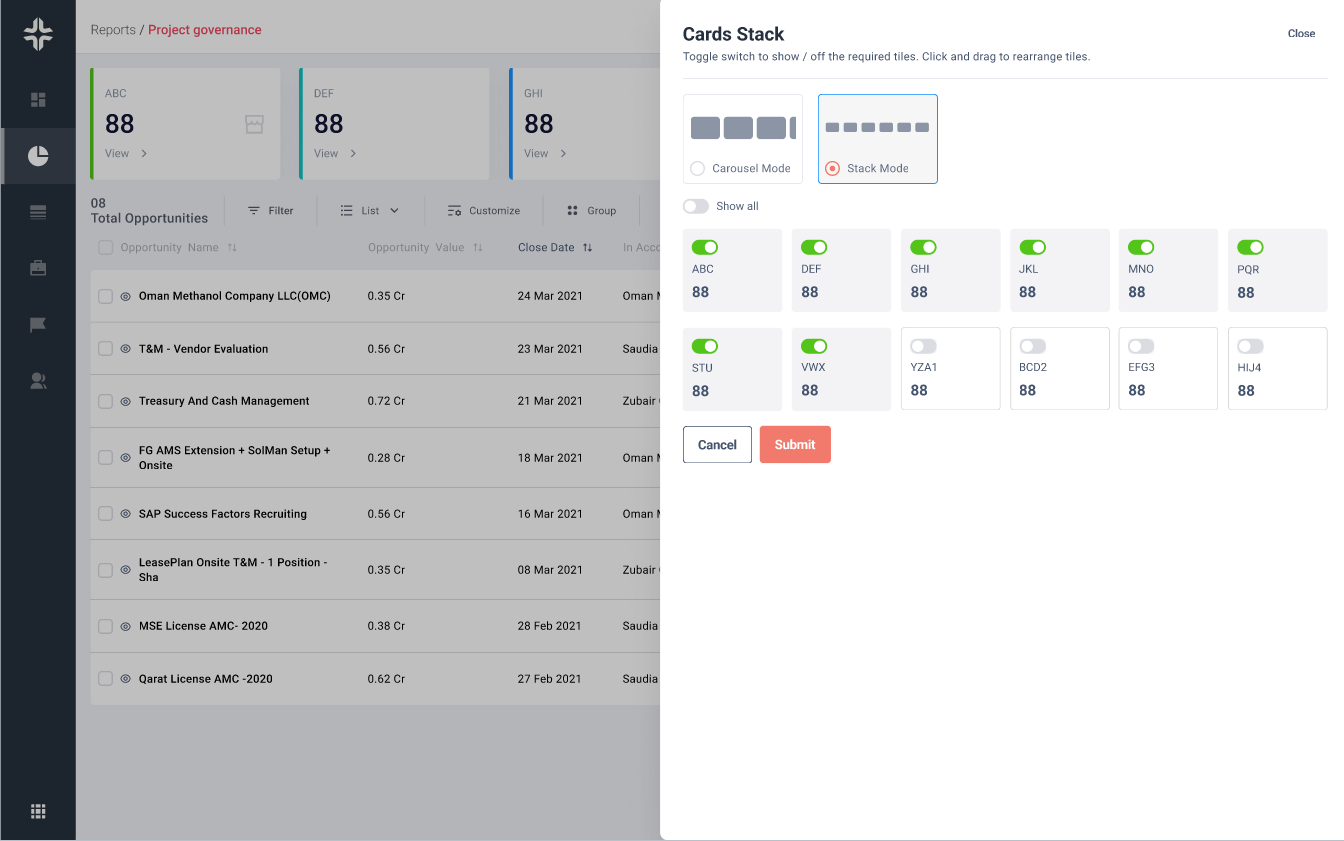 Reports / Project governance
ABC
88
View
DEF
88
View
GHI
88
View
08
Total Opportunities
Filter
List
Customize
Group
Opportunity Name
Opportunity Value
Close Date
In Acco
Oman Methanol Company LLC(OMC)
0.35 Cr
24 Mar 2021
Oman M
T&M - Vendor Evaluation
0.56 Cr
23 Mar 2021
Saudia
Treasury And Cash Management
0.72 Cr
21 Mar 2021
Zubair
FG AMS Extension + SolMan Setup +
Onsite
0.28 Cr
18 Mar 2021
Oman M
SAP Success Factors Recruiting
0.56 Cr
16 Mar 2021
Oman M
LeasePlan Onsite T&M - 1 Position -
Sha
0.35 Cr
08 Mar 2021
Zubair
MSE License AMC- 2020
0.38 Cr
28 Feb 2021
Saudia
Qarat License AMC -2020
0.62 Cr
27 Feb 2021
Saudia
Cards Stack
Close
Toggle switch to show / off the required tiles. Click and drag to rearrange tiles.
Carousel Mode
Stack Mode
Show all
ABC
88
DEF
88
GHI
88
JKL
88
MNO
88
PQR
88
STU
88
VWX
88
YZA1
88
BCD2
88
EFG3
88
HIJ4
88
Cancel
Submit